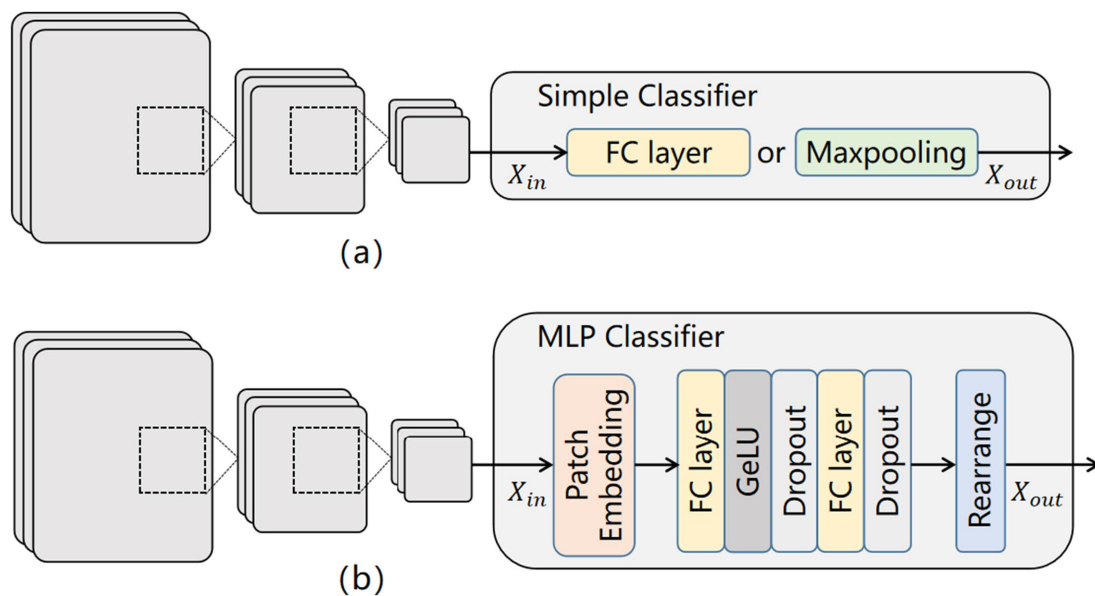 Simple Classifier
FC layer or Maxpooling
X_in X_out
(a)
MLP Classifier
Patch Embedding
FC layer
GeLU
Dropout
FC layer
Dropout
Rearrange
X_in X_out
(b)